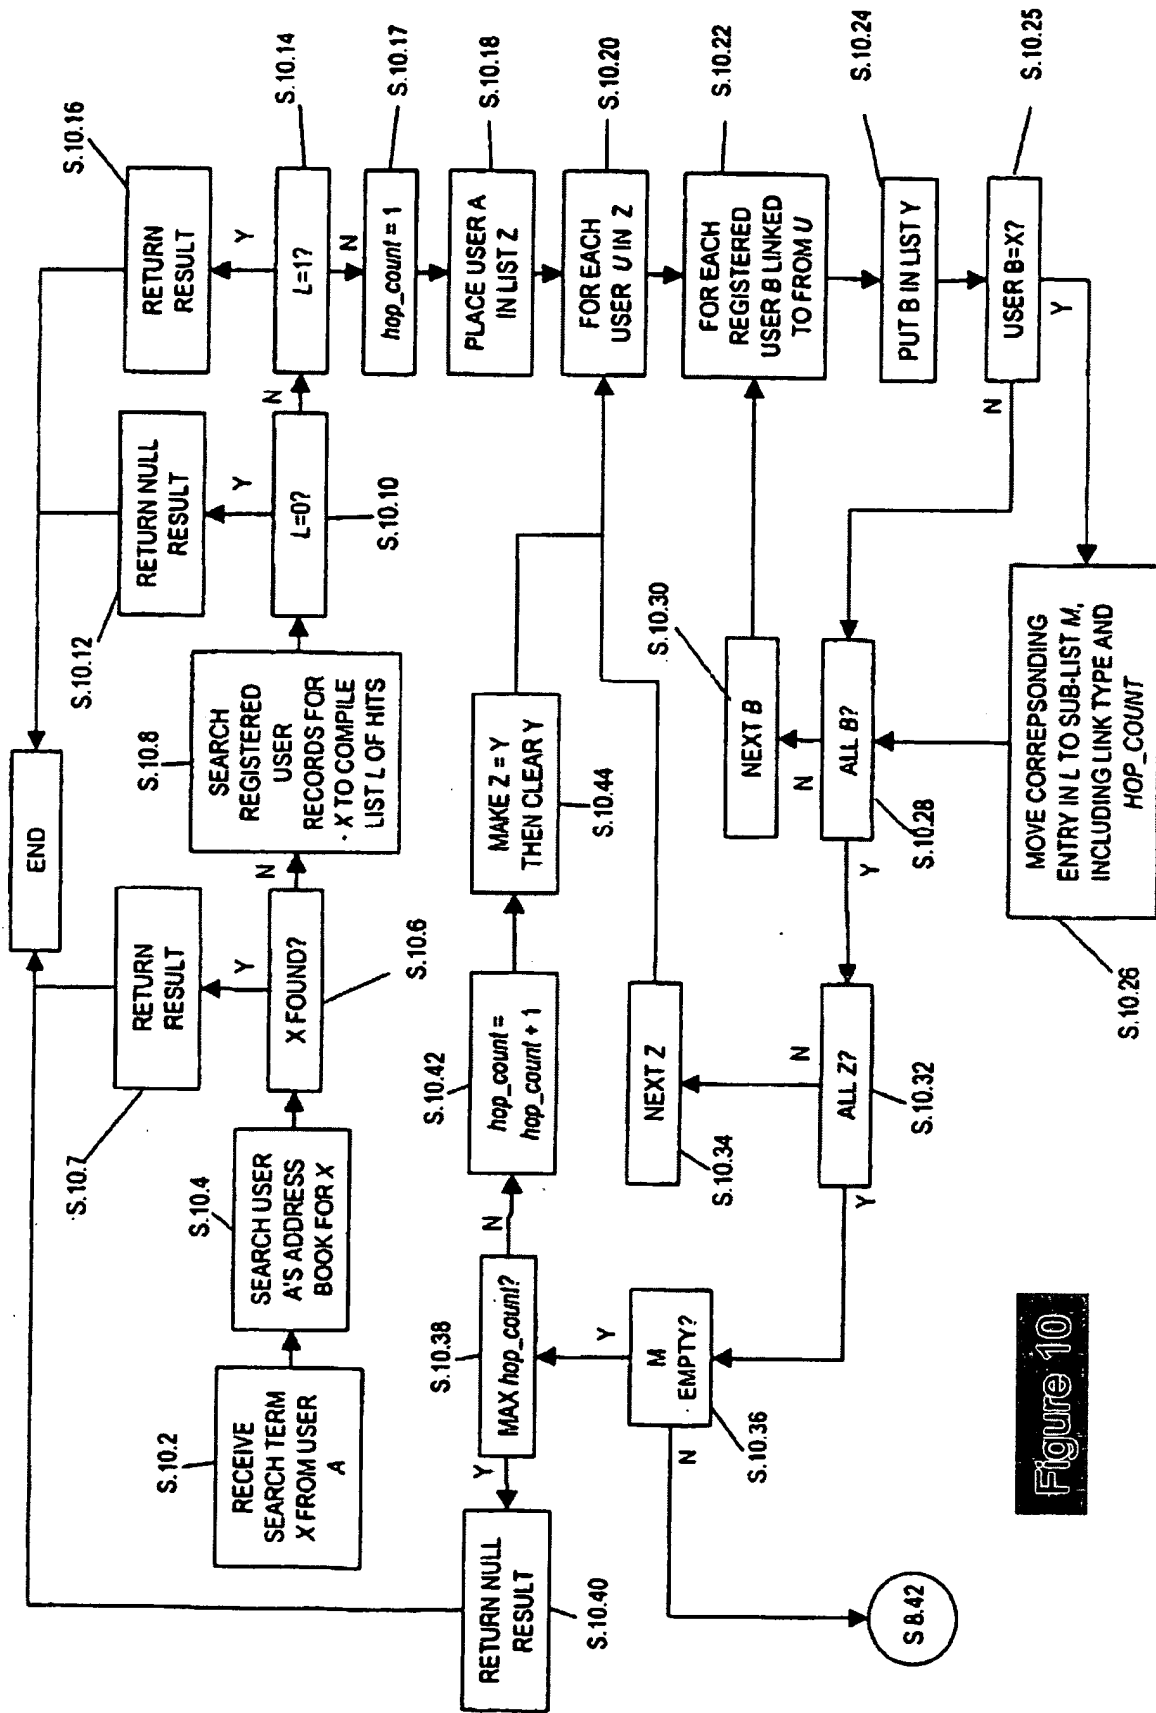 S.10.2
RECEIVE
SEARCH TERM
X FROM USER
A
S.10.4
SEARCH USER
A'S ADDRESS
BOOK FOR X
S.10.6
X FOUND?
Y
N
S.10.7
RETURN
RESULT
END
S.10.8
SEARCH
REGISTERED
USER
RECORDS FOR
X TO COMPILE
LIST L OF HITS
S.10.10
L=0?
Y
N
S.10.12
RETURN NULL
RESULT
S.10.14
L=1?
Y
N
S.10.16
RETURN
RESULT
S.10.17
hop_count = 1
S.10.18
PLACE USER A
IN LIST Z
S.10.20
FOR EACH
USER U IN Z
S.10.22
FOR EACH
REGISTERED
USER B LINKED
TO FROM U
S.10.24
PUT B IN LIST Y
S.10.25
USER B=X?
N
Y
S.10.26
MOVE CORREPSONDING
ENTRY IN L TO SUB-LIST M,
INCLUDING LINK TYPE AND
HOP_COUNT
S.10.28
ALL B?
N
Y
S.10.30
NEXT B
S.10.32
ALL Z?
N
Y
S.10.34
NEXT Z
S.10.36
M
EMPTY?
Y
N
S.10.38
MAX hop_count?
Y
N
S.10.40
RETURN NULL
RESULT
S.10.42
hop_count =
hop_count + 1
S.10.44
MAKE Z = Y
THEN CLEAR Y
S 8.42
Figure 10